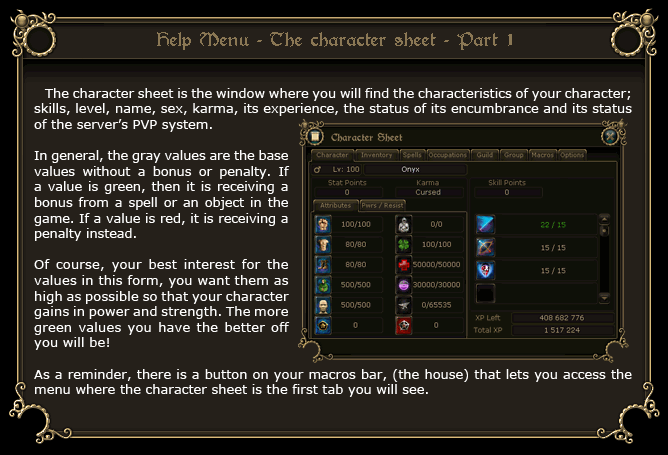 Help Menu - The character sheet - Part 1
The character sheet is the window where you will find the characteristics of your character;
skills, level, name, sex, karma, its experience, the status of its encumbrance and its status
of the server's PVP system.
In general, the gray values are the base
values without a bonus or penalty. If
a value is green, then it is receiving a
bonus from a spell or an object in the
game. If a value is red, it is receiving a
penalty instead.
Of course, your best interest for the
values in this form, you want them as
high as possible so that your character
gains in power and strength. The more
green values you have the better off
you will be!
Character Sheet
Character Inventory Spells Occupations Guild Group Macros Options
♂ Lv: 100 Onyx
Stat Points Karma Skill Points
0 Cursed 0
Attributes Pwrs / Resist
100/100 0/0 22 / 15
80/80 100/100 15 / 15
80/80 50000/50000 15 / 15
500/500 30000/30000
500/500 0/65535
0 0
XP Left 408 682 776
Total XP 1 517 224
As a reminder, there is a button on your macros bar, (the house) that lets you access the
menu where the character sheet is the first tab you will see.